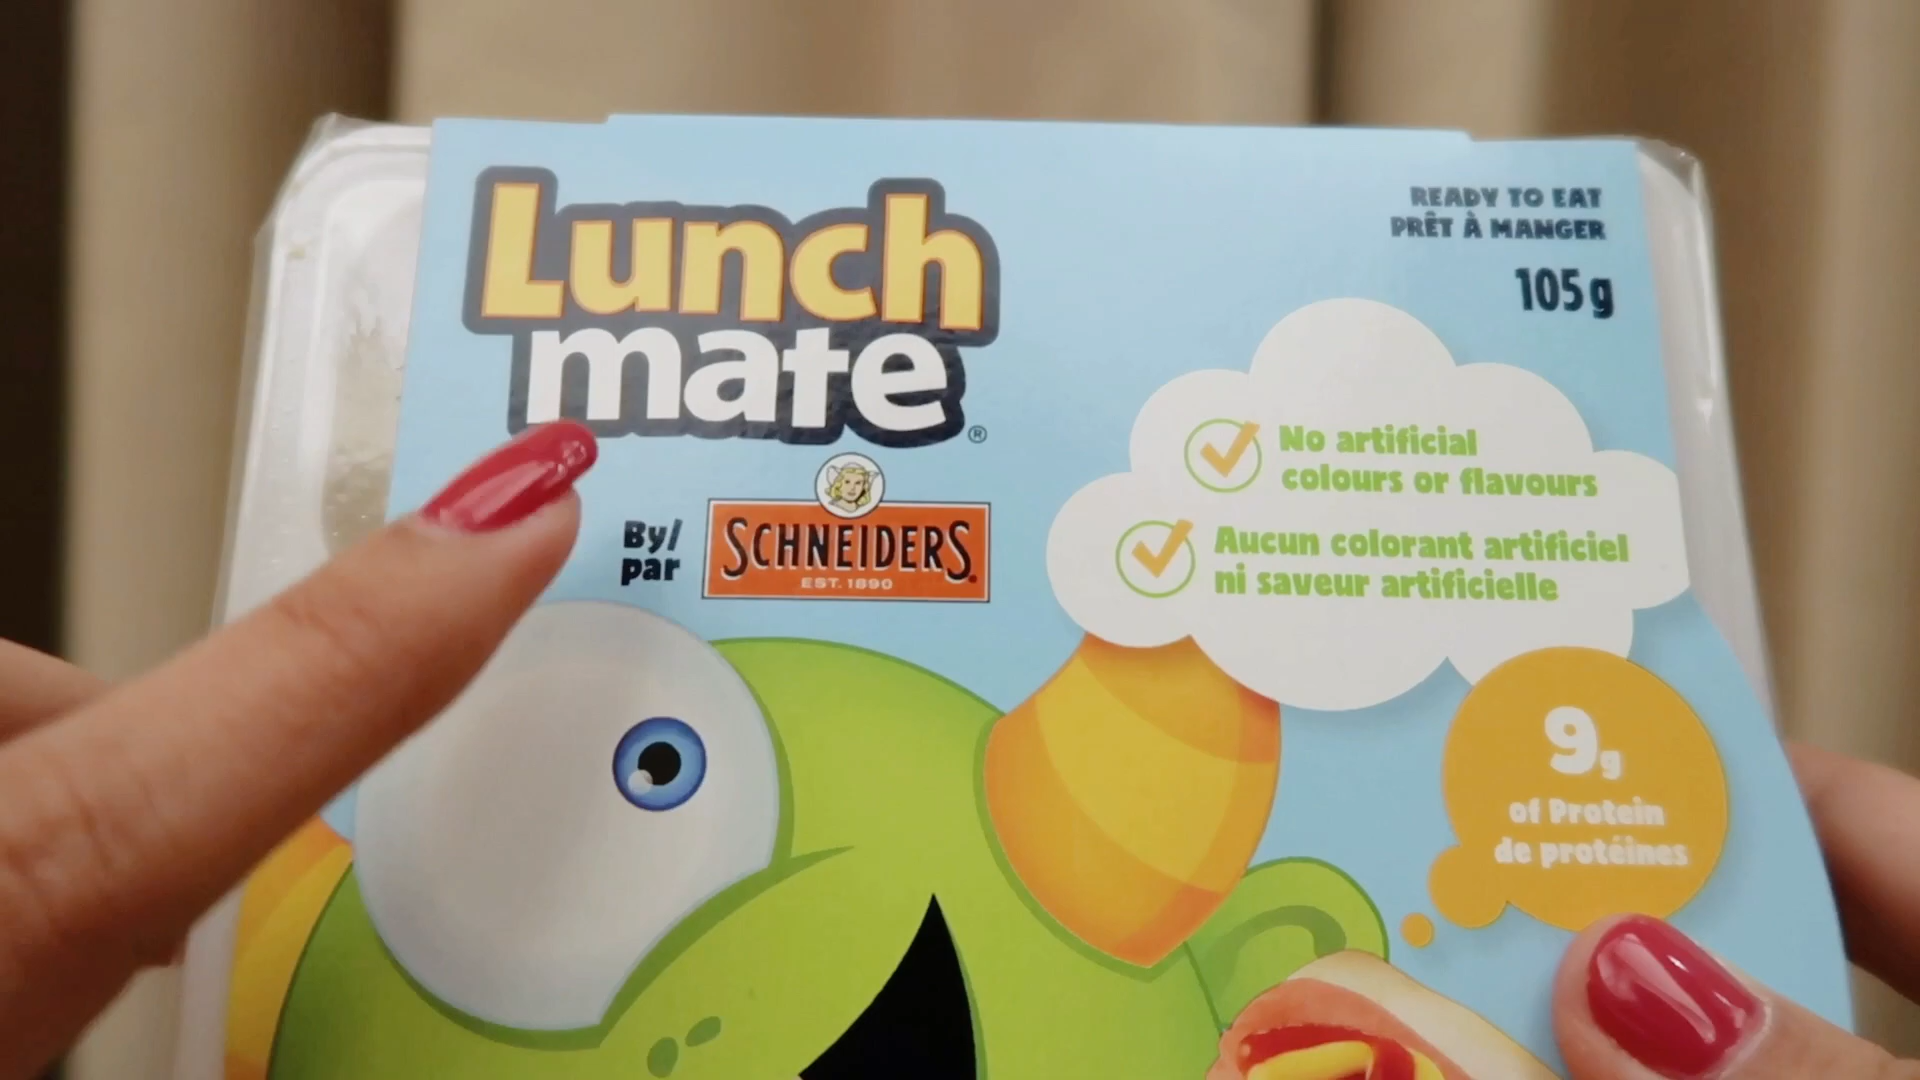 Lunch
mate®
By/
par
SCHNEIDERS
EST. 1890
READY TO EAT
PRÊT À MANGER
105 g
No artificial
colours or flavours
Aucun colorant artificiel
ni saveur artificielle
9g
of Protein
de protéines